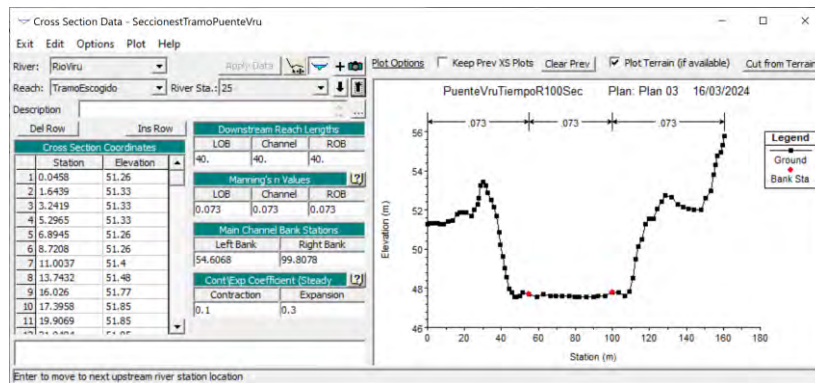 Cross Section Data - SeccionestTramoPuenteVru
Exit Edit Options Plot Help
River: RioViru Apply Data Plot Options Keep Prev XS Plots Clear Prev Plot Terrain (if available) Cut from Terrain
Reach: TramoEscogido River Sta.: 25
Description ...
Del Row Ins Row
Cross Section Coordinates
Station Elevation
1 0.0458 51.26
2 1.6439 51.33
3 3.2419 51.33
4 5.2965 51.33
5 6.8945 51.26
6 8.7208 51.26
7 11.0037 51.4
8 13.7432 51.48
9 16.026 51.77
10 17.3958 51.85
11 19.9069 51.85
Downstream Reach Lengths
LOB Channel ROB
40. 40. 40.
Manning's n Values
LOB Channel ROB
0.073 0.073 0.073
Main Channel Bank Stations
Left Bank Right Bank
54.6068 99.8078
Cont\Exp Coefficient (Steady
Contraction Expansion
0.1 0.3
PuenteVruTiempoR100Sec Plan: Plan 03 16/03/2024
.073 .073 .073
Elevation (m)
56
54
52
50
48
46
0 20 40 60 80 100 120 140 160 180
Station (m)
Legend
Ground
Bank Sta
Enter to move to next upstream river station location